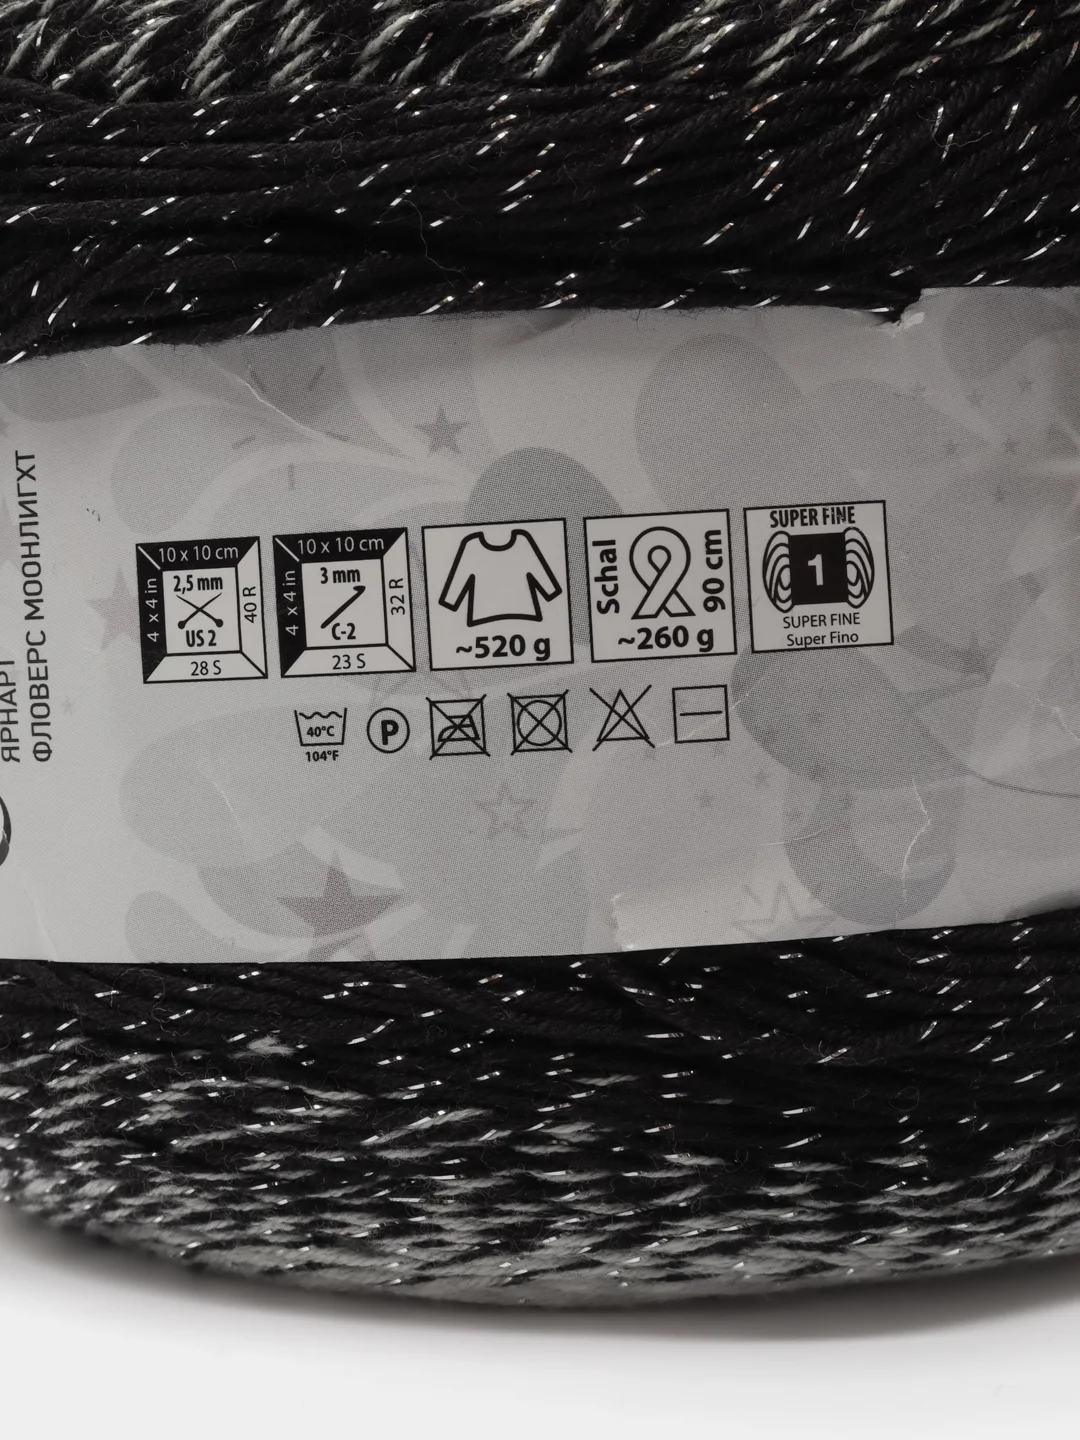 ЯРНАРТ
ФЛОВЕРС МООНЛИГХТ
10 x 10 cm
4 x 4 in
2,5 mm
US 2
40 R
28 S
10 x 10 cm
4 x 4 in
3 mm
C-2
32 R
23 S
~520 g
Schal
90 cm
~260 g
SUPER FINE
1
SUPER FINE
Super Fino
40°C
104°F
P